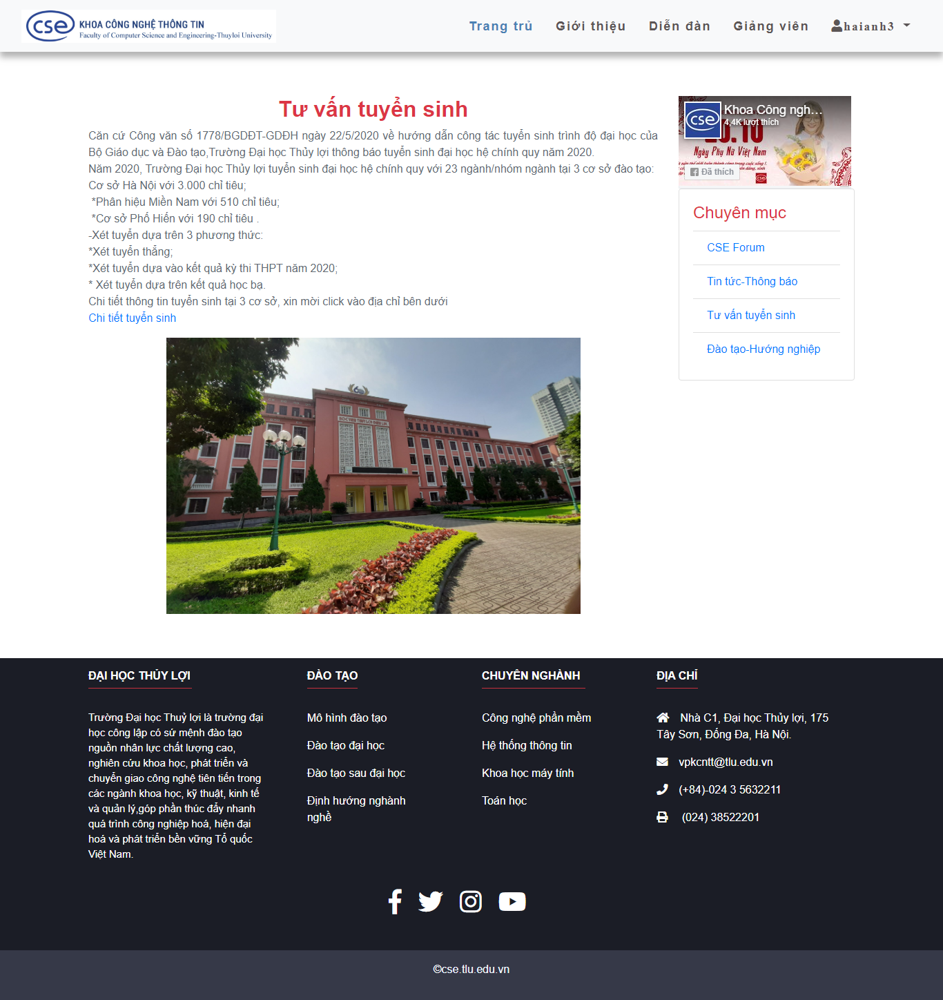 cse KHOA CÔNG NGHỆ THÔNG TIN
Faculty of Computer Science and Engineering-Thuyloi University
Trang trủ Giới thiệu Diễn đàn Giảng viên haianh3
Tư vấn tuyển sinh
Căn cứ Công văn số 1778/BGDĐT-GDĐH ngày 22/5/2020 về hướng dẫn công tác tuyển sinh trình độ đại học của
Bộ Giáo dục và Đào tạo,Trường Đại học Thủy lợi thông báo tuyển sinh đại học hệ chính quy năm 2020.
Năm 2020, Trường Đại học Thủy lợi tuyển sinh đại học hệ chính quy với 23 ngành/nhóm ngành tại 3 cơ sở đào tạo:
Cơ sở Hà Nội với 3.000 chỉ tiêu;
*Phân hiệu Miền Nam với 510 chỉ tiêu;
*Cơ sở Phố Hiến với 190 chỉ tiêu .
-Xét tuyển dựa trên 3 phương thức:
*Xét tuyển thẳng;
*Xét tuyển dựa vào kết quả kỳ thi THPT năm 2020;
* Xét tuyển dựa trên kết quả học bạ.
Chi tiết thông tin tuyển sinh tại 3 cơ sở, xin mời click vào địa chỉ bên dưới
Chi tiết tuyển sinh
Khoa Công ngh...
4,4K lượt thích
cse
20.10
Ngày Phụ Nữ Việt Nam
Đã thích
cse
Chuyên mục
CSE Forum
Tin tức-Thông báo
Tư vấn tuyển sinh
Đào tạo-Hướng nghiệp
ĐẠI HỌC THỦY LỢI
Trường Đại học Thuỷ lợi là trường đại
học công lập có sứ mệnh đào tạo
nguồn nhân lực chất lượng cao,
nghiên cứu khoa học, phát triển và
chuyển giao công nghệ tiên tiến trong
các ngành khoa học, kỹ thuật, kinh tế
và quản lý,góp phần thúc đẩy nhanh
quá trình công nghiệp hoá, hiện đại
hoá và phát triển bền vững Tổ quốc
Việt Nam.
ĐÀO TẠO
Mô hình đào tạo
Đào tạo đại học
Đào tạo sau đại học
Định hướng nghành
nghề
CHUYÊN NGHÀNH
Công nghệ phần mềm
Hệ thống thông tin
Khoa học máy tính
Toán học
ĐỊA CHỈ
Nhà C1, Đại học Thủy lợi, 175
Tây Sơn, Đống Đa, Hà Nội.
vpkcntt@tlu.edu.vn
(+84)-024 3 5632211
(024) 38522201
©cse.tlu.edu.vn